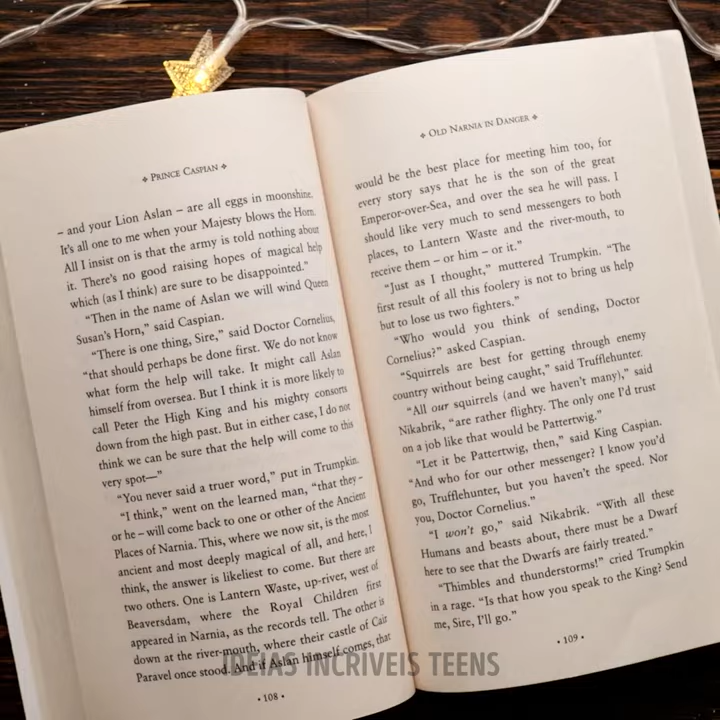 ❖ PRINCE CASPIAN ❖
– and your Lion Aslan – are all eggs in moonshine.
It's all one to me when your Majesty blows the Horn.
All I insist on is that the army is told nothing about
it. There's no good raising hopes of magical help
which (as I think) are sure to be disappointed.”
“Then in the name of Aslan we will wind Queen
Susan's Horn,” said Caspian.
“There is one thing, Sire,” said Doctor Cornelius,
“that should perhaps be done first. We do not know
what form the help will take. It might call Aslan
himself from oversea. But I think it is more likely to
call Peter the High King and his mighty consorts
down from the high past. But in either case, I do not
think we can be sure that the help will come to this
very spot—”
“You never said a truer word,” put in Trumpkin.
“I think,” went on the learned man, “that they –
or he – will come back to one or other of the Ancient
Places of Narnia. This, where we now sit, is the most
ancient and most deeply magical of all, and here, I
think, the answer is likeliest to come. But there are
two others. One is Lantern Waste, up-river, west of
Beaversdam, where the Royal Children first
appeared in Narnia, as the records tell. The other is
down at the river-mouth, where their castle of Cair
Paravel once stood. And if Aslan himself comes, that
• 108 •
❖ OLD NARNIA IN DANGER ❖
would be the best place for meeting him too, for
every story says that he is the son of the great
Emperor-over-Sea, and over the sea he will pass. I
should like very much to send messengers to both
places, to Lantern Waste and the river-mouth, to
receive them – or him – or it.”
“Just as I thought,” muttered Trumpkin. “The
first result of all this foolery is not to bring us help
but to lose us two fighters.”
“Who would you think of sending, Doctor
Cornelius?” asked Caspian.
“Squirrels are best for getting through enemy
country without being caught,” said Trufflehunter.
“All our squirrels (and we haven't many),” said
Nikabrik, “are rather flighty. The only one I'd trust
on a job like that would be Pattertwig.”
“Let it be Pattertwig, then,” said King Caspian.
“And who for our other messenger? I know you'd
go, Trufflehunter, but you haven't the speed. Nor
you, Doctor Cornelius.”
“I won't go,” said Nikabrik. “With all these
Humans and beasts about, there must be a Dwarf
here to see that the Dwarfs are fairly treated.”
“Thimbles and thunderstorms!” cried Trumpkin
in a rage. “Is that how you speak to the King? Send
me, Sire, I'll go.”
• 109 •
IDEIAS INCRIVEIS TEENS